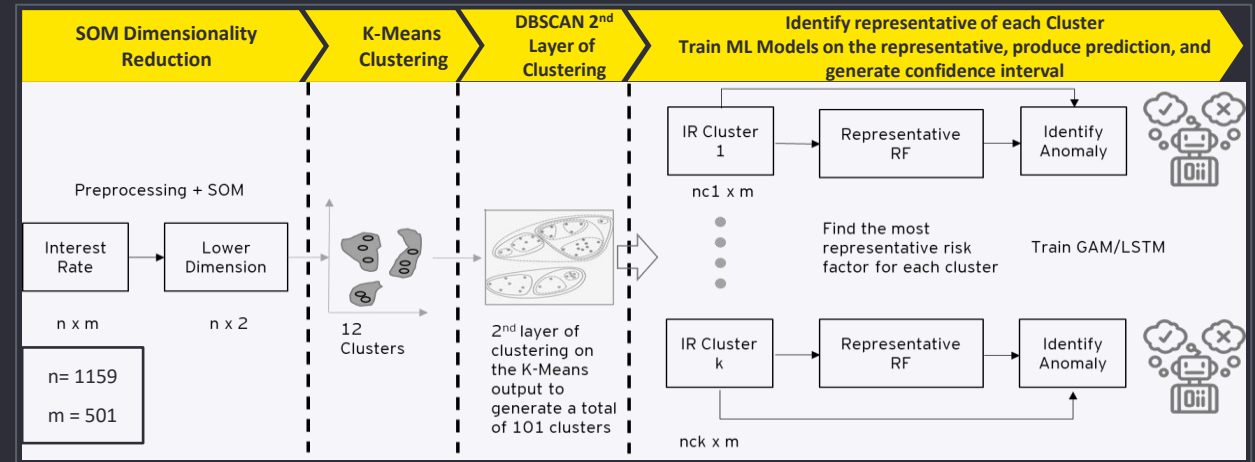 SOM Dimensionality
Reduction
K-Means
Clustering
DBSCAN 2nd
Layer of
Clustering
Identify representative of each Cluster
Train ML Models on the representative, produce prediction, and
generate confidence interval
Preprocessing + SOM
Interest
Rate
Lower
Dimension
n x m
n x 2
n= 1159
m = 501
12
Clusters
2nd layer of
clustering on
the K-Means
output to
generate a total
of 101 clusters
IR Cluster
1
Representative
RF
Identify
Anomaly
nc1 x m
Find the most
representative risk
factor for each cluster
Train GAM/LSTM
IR Cluster
k
Representative
RF
Identify
Anomaly
nck x m